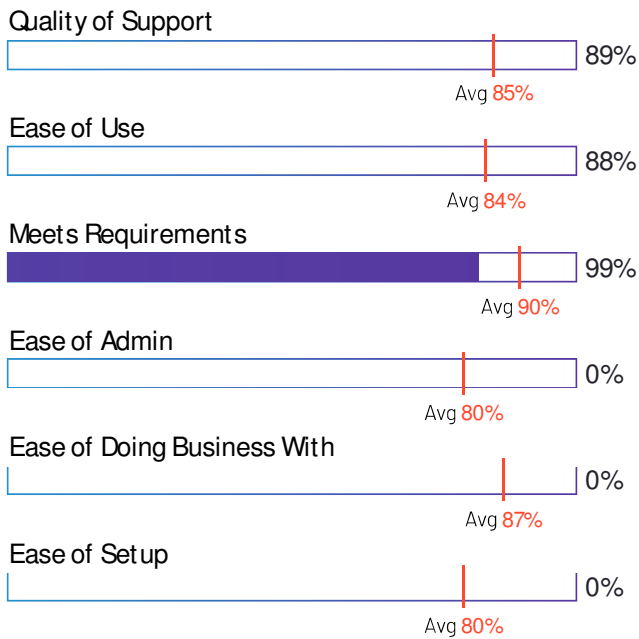 Quality of Support
89%
Avg 85%
Ease of Use
88%
Avg 84%
Meets Requirements
99%
Avg 90%
Ease of Admin
0%
Avg 80%
Ease of Doing Business With
0%
Avg 87%
Ease of Setup
0%
Avg 80%